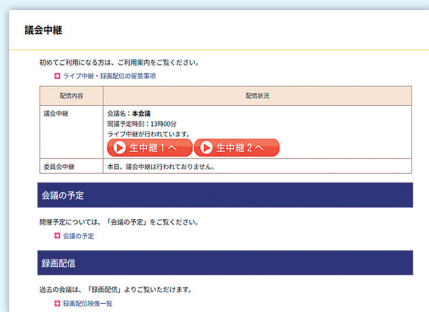 議会中継
初めてご利用になる方は、ご利用案内をご覧ください。
ライブ中継・録画配信の留意事項
配信内容 配信状況
議会中継 会議名：本会議
開議予定時刻：13時00分
ライブ中継が行われています。
生中継1へ 生中継2へ
委員会中継 本日、議会中継は行われておりません。
会議の予定
開催予定については、「会議の予定」をご覧ください。
会議の予定
録画配信
過去の会議は、「録画配信」よりご覧いただけます。
録画配信映像一覧